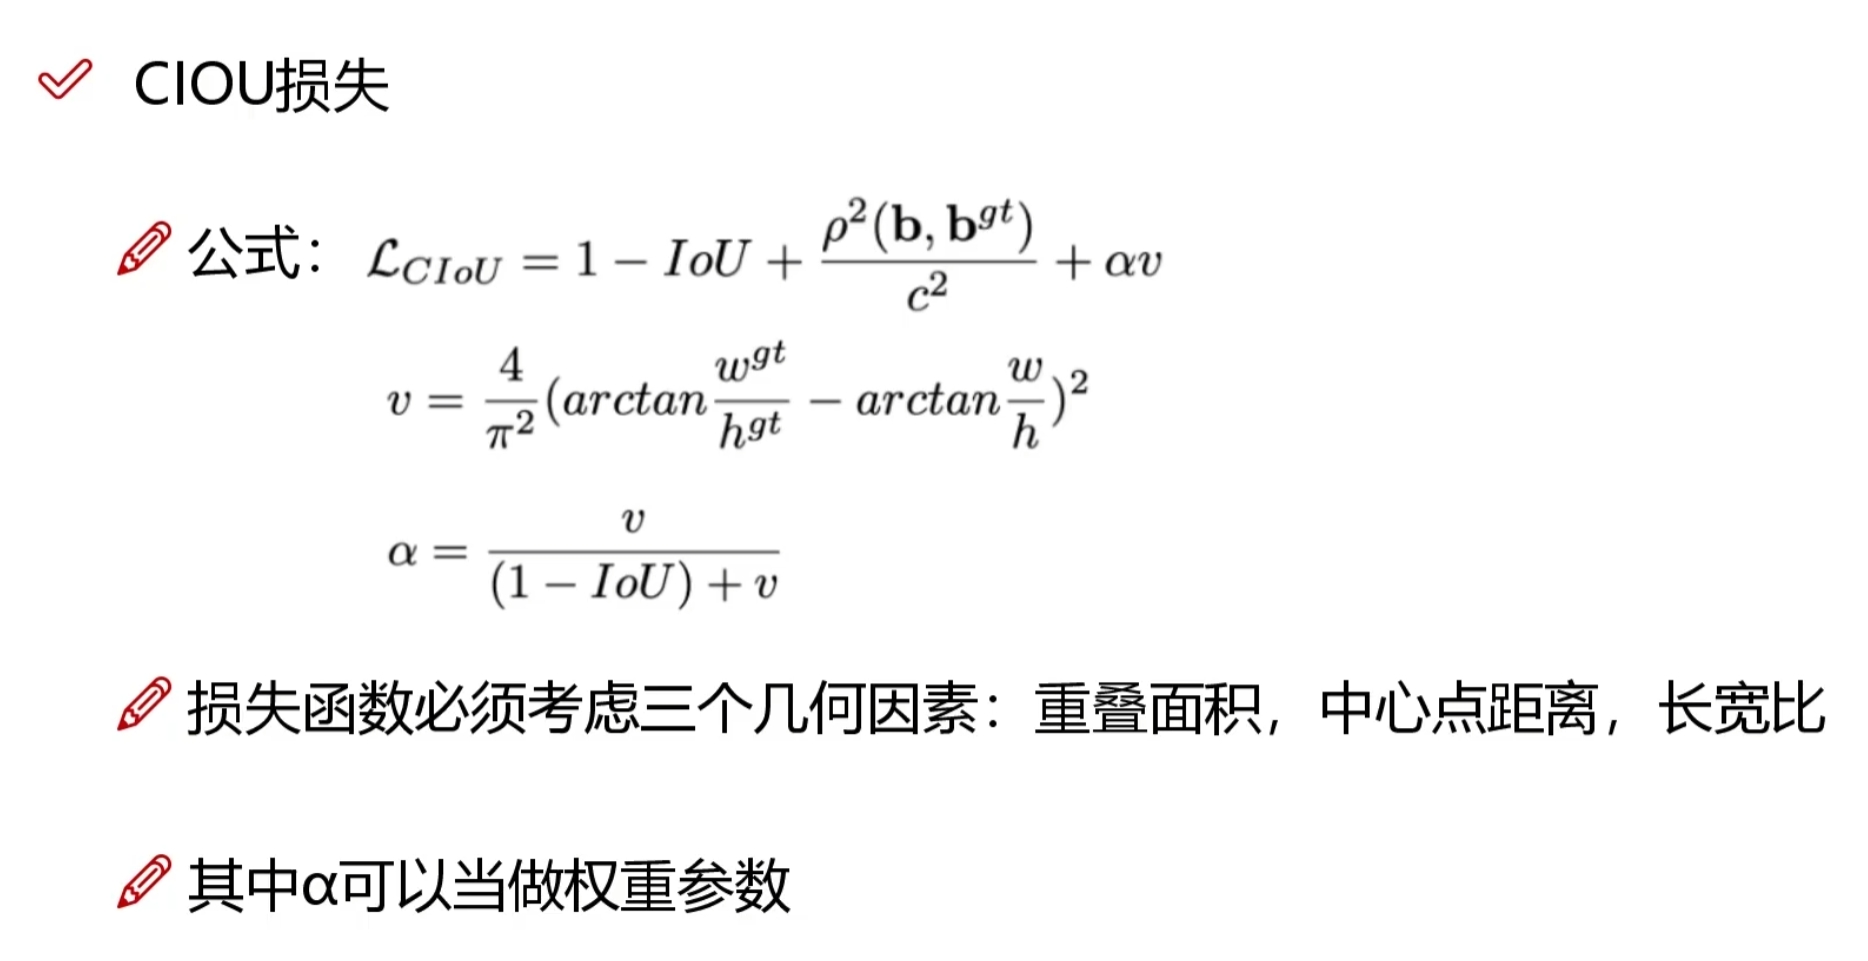 CIOU损失
公式：$\mathcal{L}_{CIoU} = 1 - IoU + \frac{\rho^2(\mathbf{b}, \mathbf{b}^{gt})}{c^2} + \alpha v$
$v = \frac{4}{\pi^2}(arctan\frac{w^{gt}}{h^{gt}} - arctan\frac{w}{h})^2$
$\alpha = \frac{v}{(1 - IoU) + v}$
损失函数必须考虑三个几何因素：重叠面积，中心点距离，长宽比
其中α可以当做权重参数